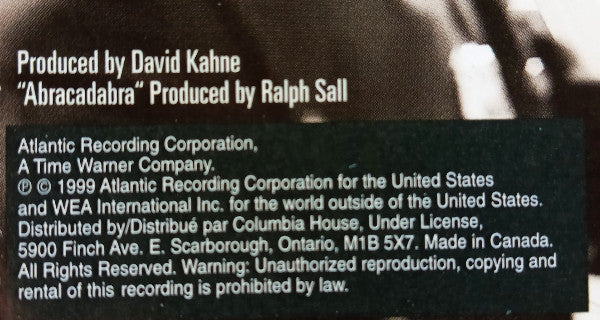 Produced by David Kahne
"Abracadabra" Produced by Ralph Sall
Atlantic Recording Corporation,
A Time Warner Company.
℗ © 1999 Atlantic Recording Corporation for the United States
and WEA International Inc. for the world outside of the United States.
Distributed by/Distribué par Columbia House, Under License,
5900 Finch Ave. E. Scarborough, Ontario, M1B 5X7. Made in Canada.
All Rights Reserved. Warning: Unauthorized reproduction, copying and
rental of this recording is prohibited by law.